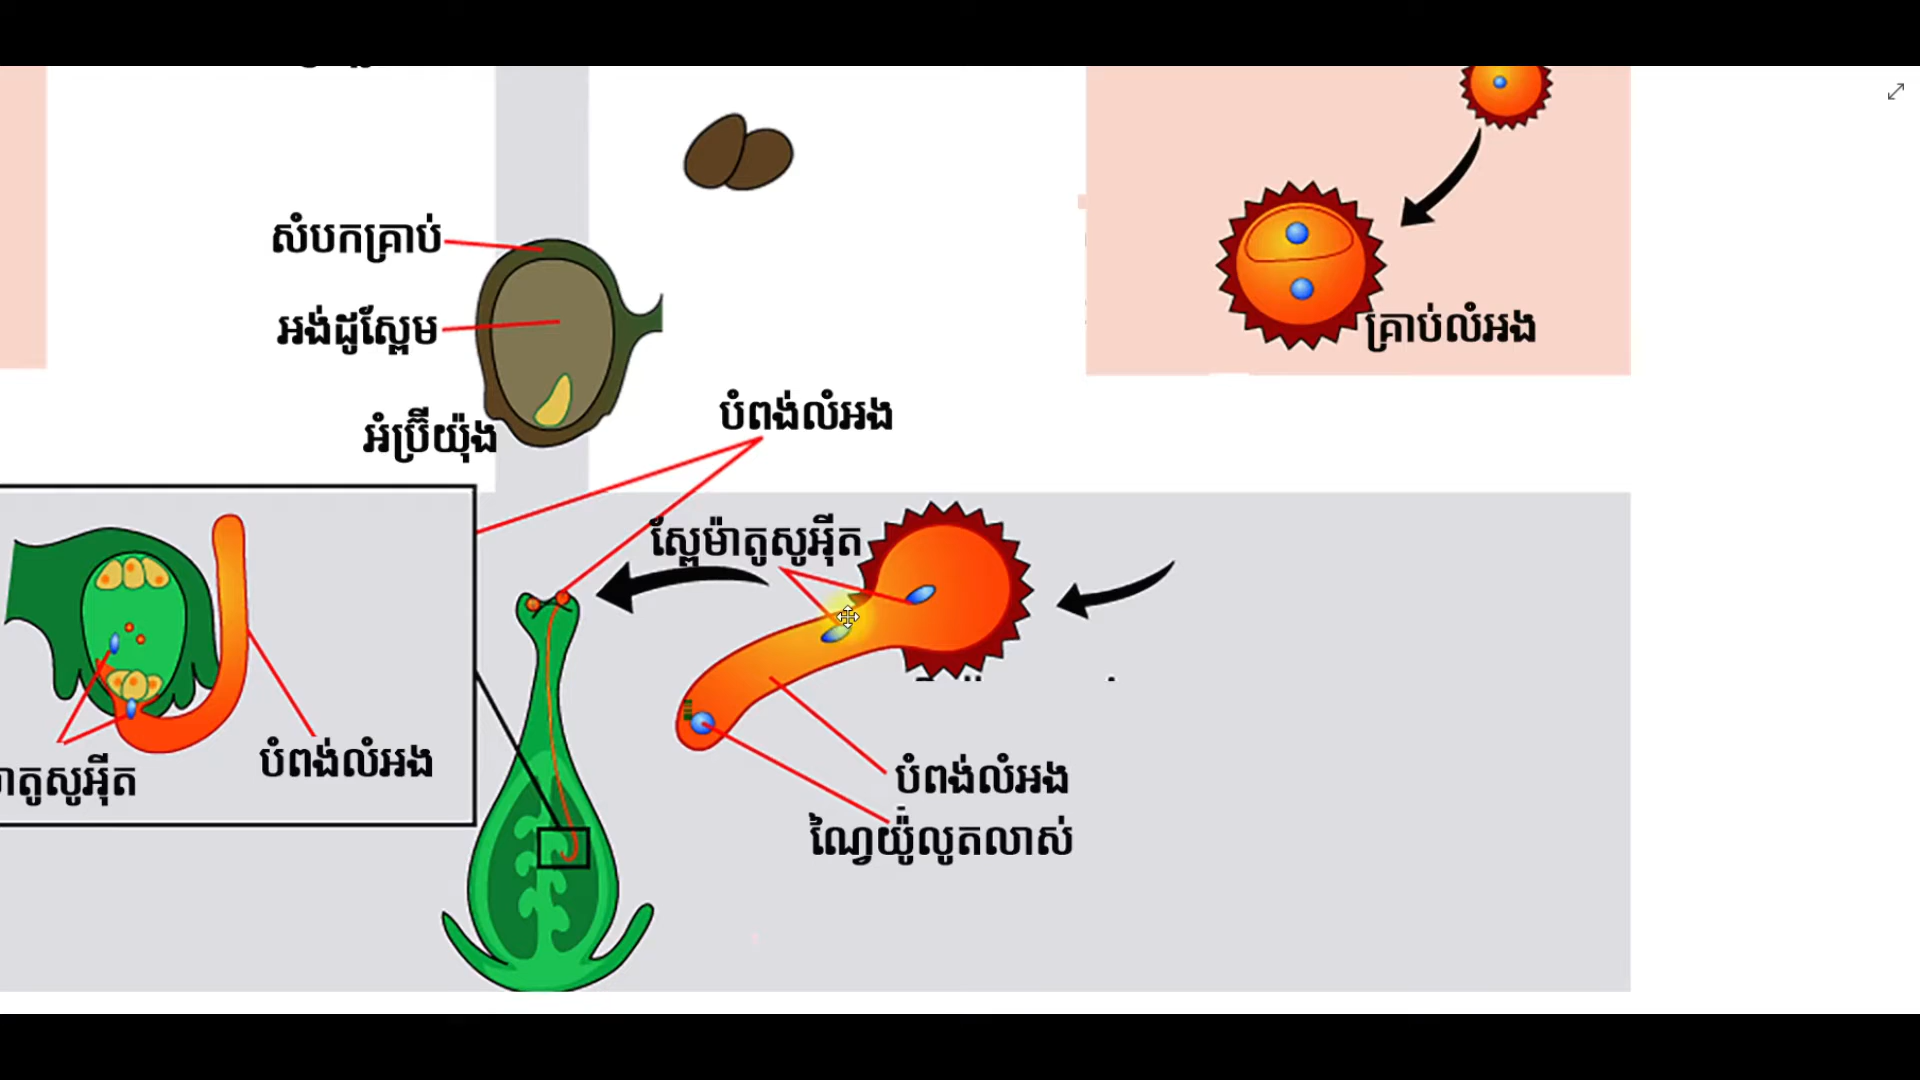 សំបកគ្រាប់
អង់ដូស្ពែម
គ្រាប់លំអង
អំប្រ៊ីយ៉ុង
បំពង់លំអង
ស្ពែម៉ាតូសូអ៊ីត
បំពង់លំអង
ាតូសូអ៊ីត
បំពង់លំអង
ណ្វៃយ៉ូលូតលាស់